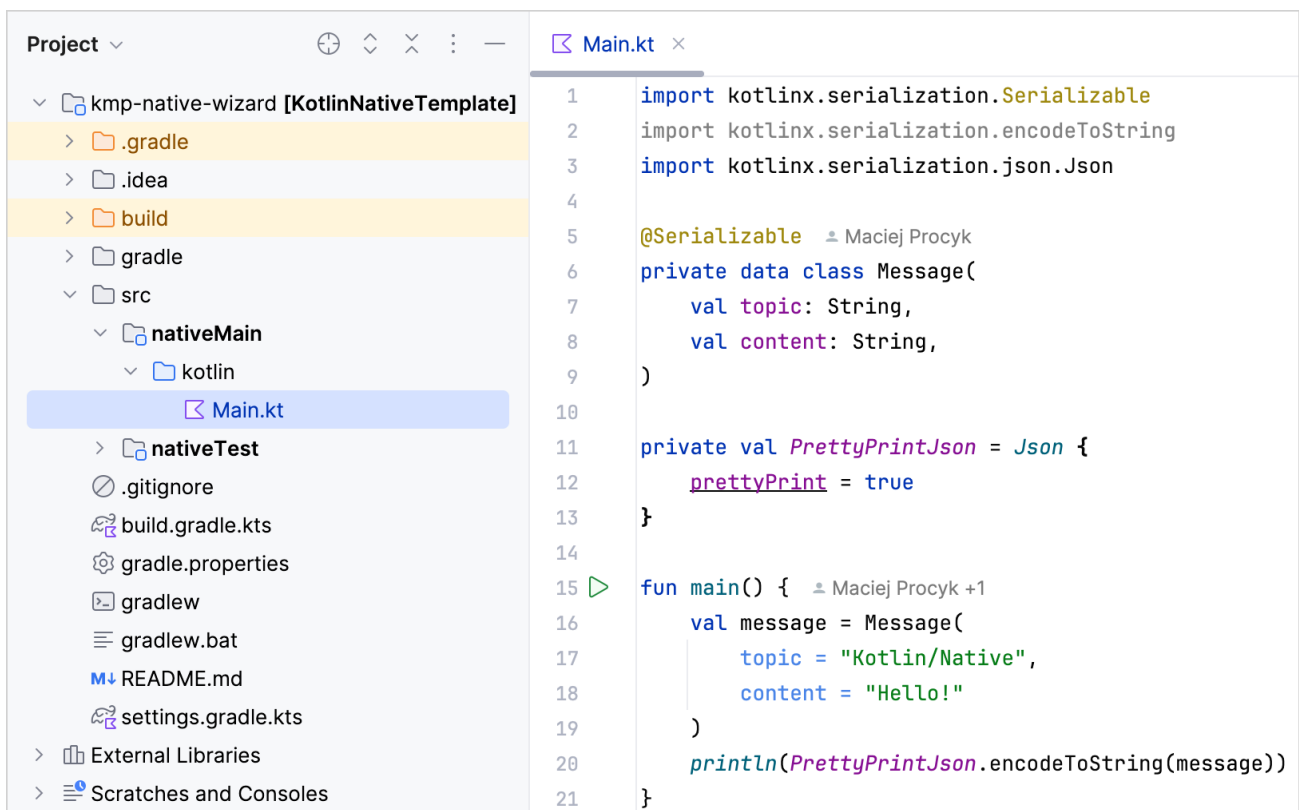 Project
kmp-native-wizard [KotlinNativeTemplate]
.gradle
.idea
build
gradle
src
nativeMain
kotlin
Main.kt
nativeTest
.gitignore
build.gradle.kts
gradle.properties
gradlew
gradlew.bat
M↓ README.md
settings.gradle.kts
External Libraries
Scratches and Consoles
Main.kt
1 import kotlinx.serialization.Serializable
2 import kotlinx.serialization.encodeToString
3 import kotlinx.serialization.json.Json
4
5 @Serializable Maciej Procyk
6 private data class Message(
7     val topic: String,
8     val content: String,
9 )
10
11 private val PrettyPrintJson = Json {
12     prettyPrint = true
13 }
14
15 fun main() { Maciej Procyk +1
16     val message = Message(
17         topic = "Kotlin/Native",
18         content = "Hello!"
19     )
20     println(PrettyPrintJson.encodeToString(message))
21 }